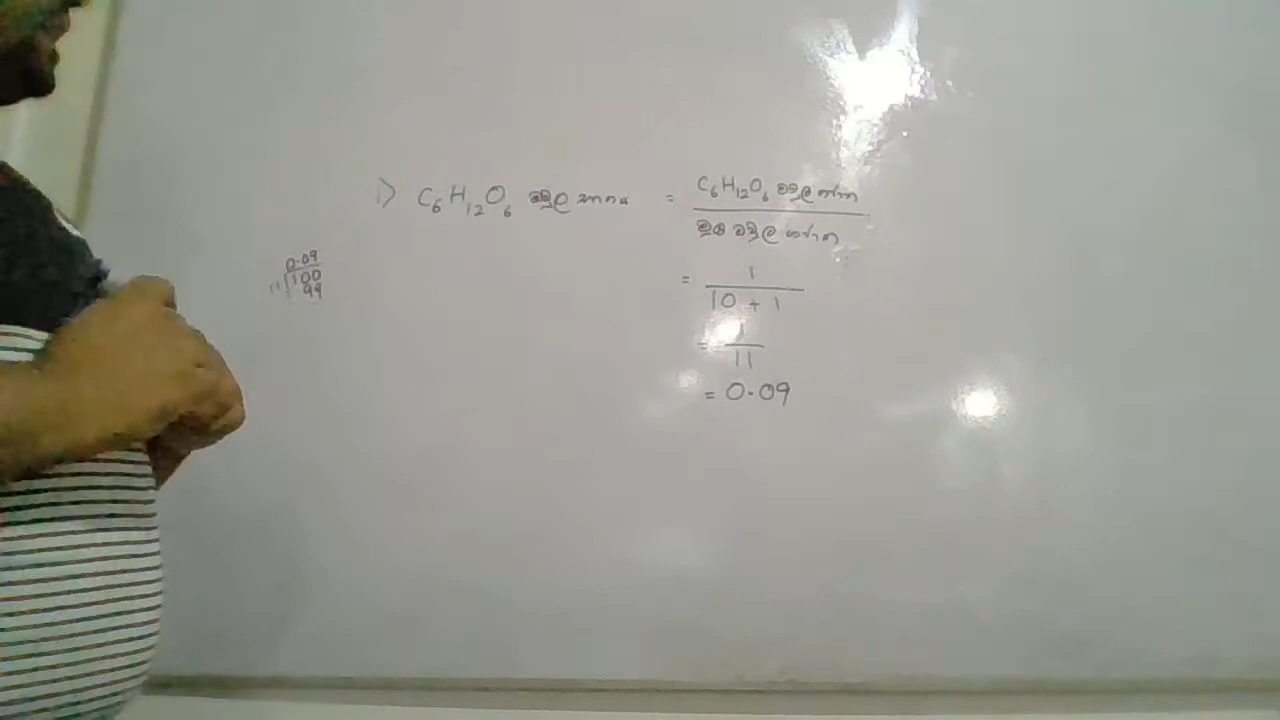 1) C₆H₁₂O₆ මවුල භාගය = C₆H₁₂O₆ මවුල ගණන / මුළු මවුල ගණන
0.09
11 100
99
= 1 / 10 + 1
= 1 / 11
= 0.09